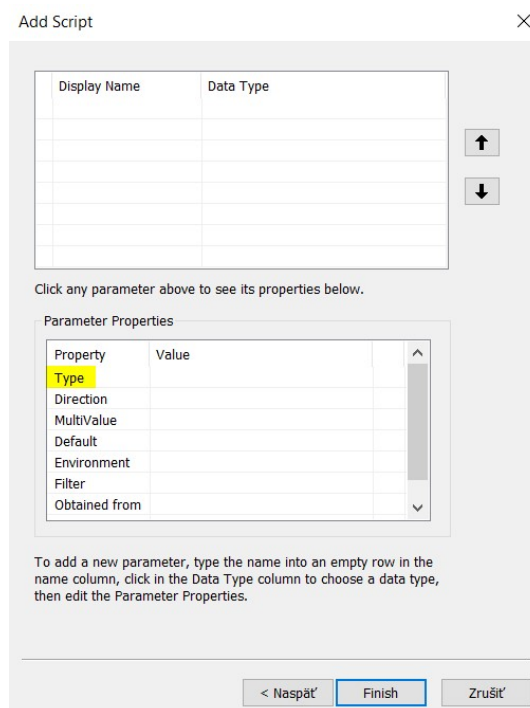 Add Script
Display Name Data Type
Click any parameter above to see its properties below.
Parameter Properties
Property Value
Type
Direction
MultiValue
Default
Environment
Filter
Obtained from
To add a new parameter, type the name into an empty row in the
name column, click in the Data Type column to choose a data type,
then edit the Parameter Properties.
< Naspäť Finish Zrušiť